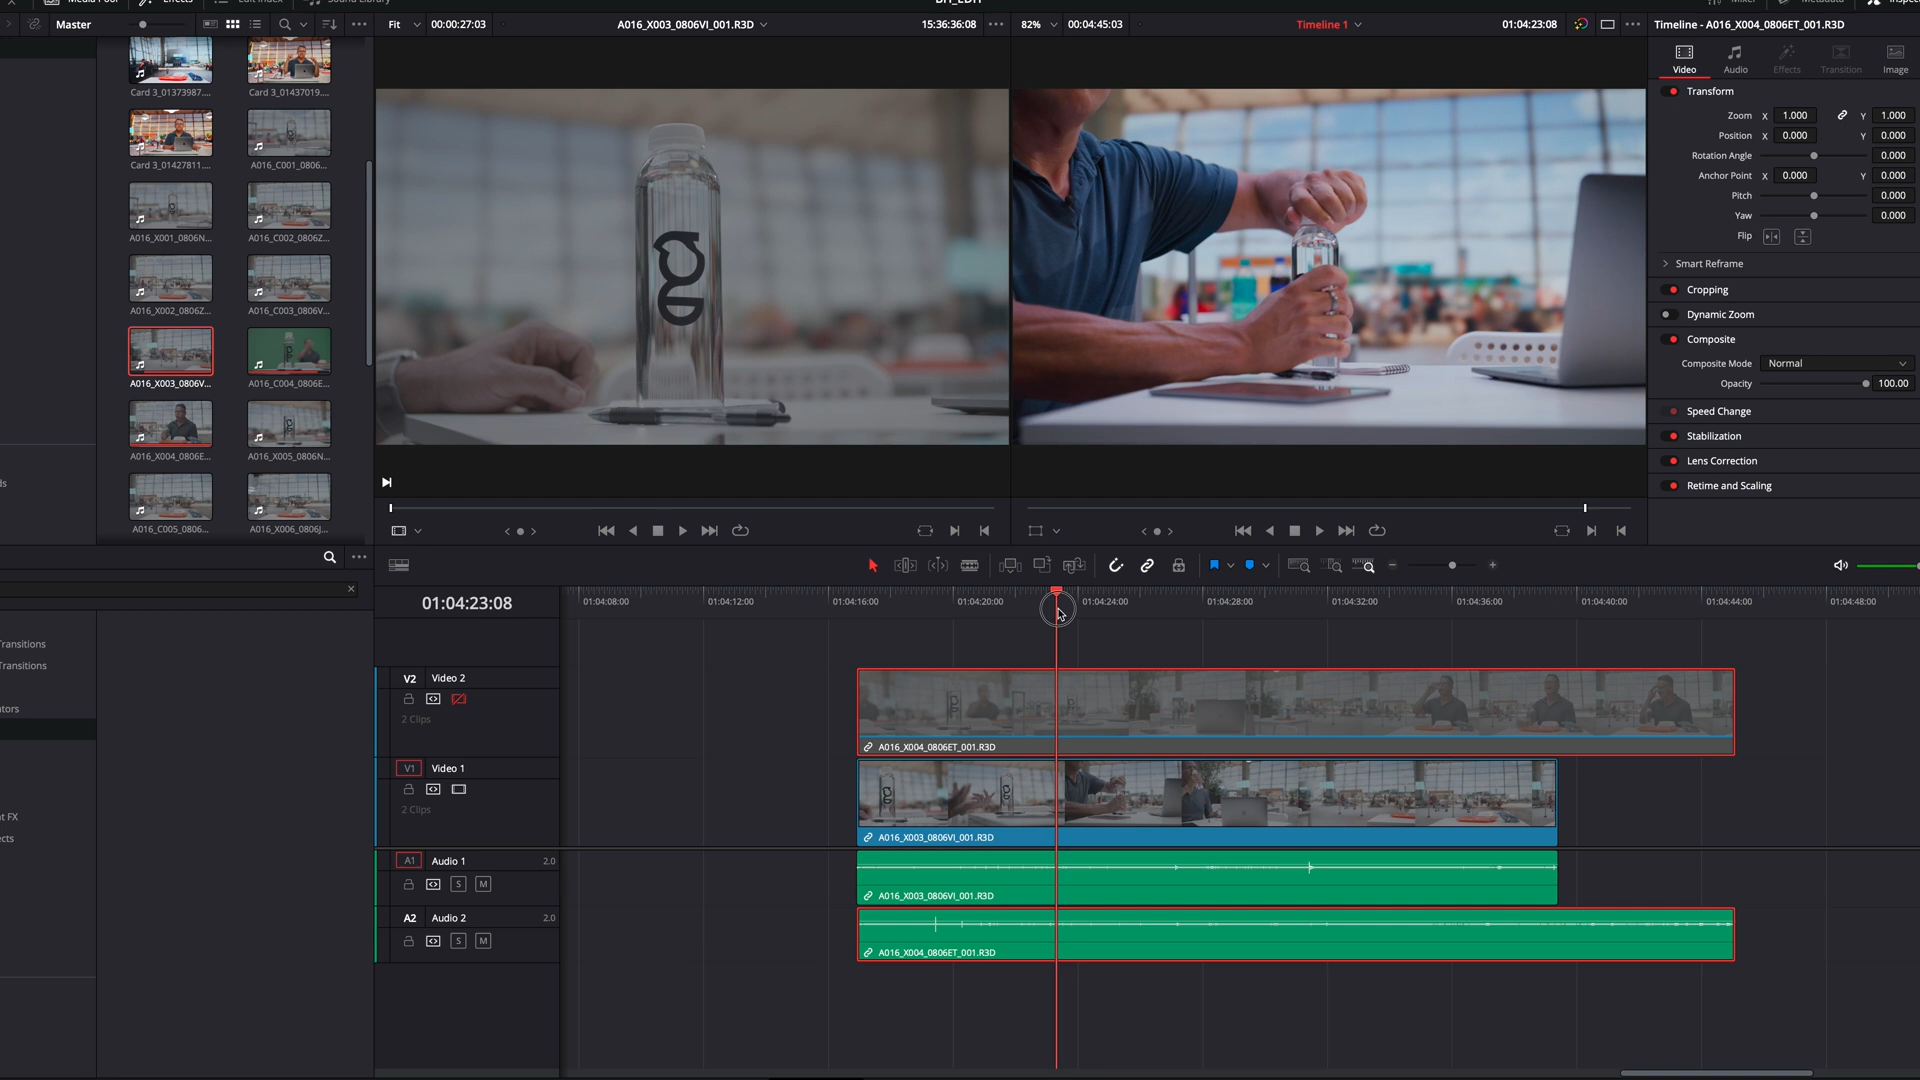 Master
Fit
00:00:27:03
A016_X003_0806VI_001.R3D
15:36:36:08
82%
00:04:45:03
Timeline 1
01:04:23:08
Timeline - A016_X004_0806ET_001.R3D
Video
Audio
Effects
Transition
Image
Card 3_01373987....
Card 3_01437019....
Card 3_01427811....
A016_C001_0806...
A016_X001_0806N...
A016_C002_0806Z...
A016_X002_0806Z...
A016_C003_0806V...
A016_X003_0806V...
A016_C004_0806E...
A016_X004_0806E...
A016_X005_0806N...
A016_C005_0806...
A016_X006_0806J...
Transform
Zoom X 1.000 Y 1.000
Position X 0.000 Y 0.000
Rotation Angle 0.000
Anchor Point X 0.000 Y 0.000
Pitch 0.000
Yaw 0.000
Flip
Smart Reframe
Cropping
Dynamic Zoom
Composite
Composite Mode Normal
Opacity 100.00
Speed Change
Stabilization
Lens Correction
Retime and Scaling
01:04:23:08
01:04:08:00
01:04:12:00
01:04:16:00
01:04:20:00
01:04:24:00
01:04:28:00
01:04:32:00
01:04:36:00
01:04:40:00
01:04:44:00
01:04:48:00
ds
Transitions
Transitions
ators
nt FX
ects
V2 Video 2
2 Clips
A016_X004_0806ET_001.R3D
V1 Video 1
2 Clips
A016_X003_0806VI_001.R3D
A1 Audio 1 2.0
S M
A016_X003_0806VI_001.R3D
A2 Audio 2 2.0
S M
A016_X004_0806ET_001.R3D